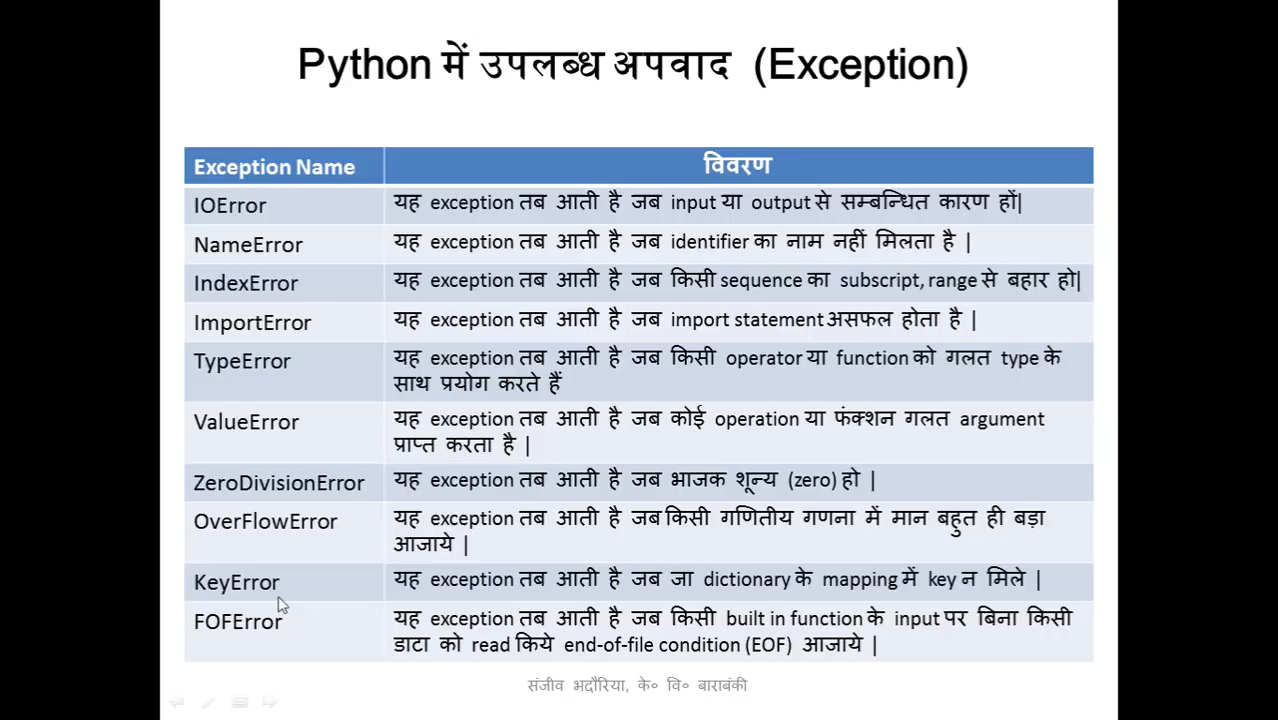 Python में उपलब्ध अपवाद (Exception)
Exception Name विवरण
IOError यह exception तब आती है जब input या output से सम्बन्धित कारण हों|
NameError यह exception तब आती है जब identifier का नाम नहीं मिलता है |
IndexError यह exception तब आती है जब किसी sequence का subscript, range से बहार हो|
ImportError यह exception तब आती है जब import statement असफल होता है |
TypeError यह exception तब आती है जब किसी operator या function को गलत type के
साथ प्रयोग करते हैं
ValueError यह exception तब आती है जब कोई operation या फंक्शन गलत argument
प्राप्त करता है |
ZeroDivisionError यह exception तब आती है जब भाजक शून्य (zero) हो |
OverFlowError यह exception तब आती है जब किसी गणितीय गणना में मान बहुत ही बड़ा
आजाये |
KeyError यह exception तब आती है जब जा dictionary के mapping में key न मिले |
FOFError यह exception तब आती है जब किसी built in function के input पर बिना किसी
डाटा को read किये end-of-file condition (EOF) आजाये |
संजीव भदौरिया, के० वि० बाराबंकी